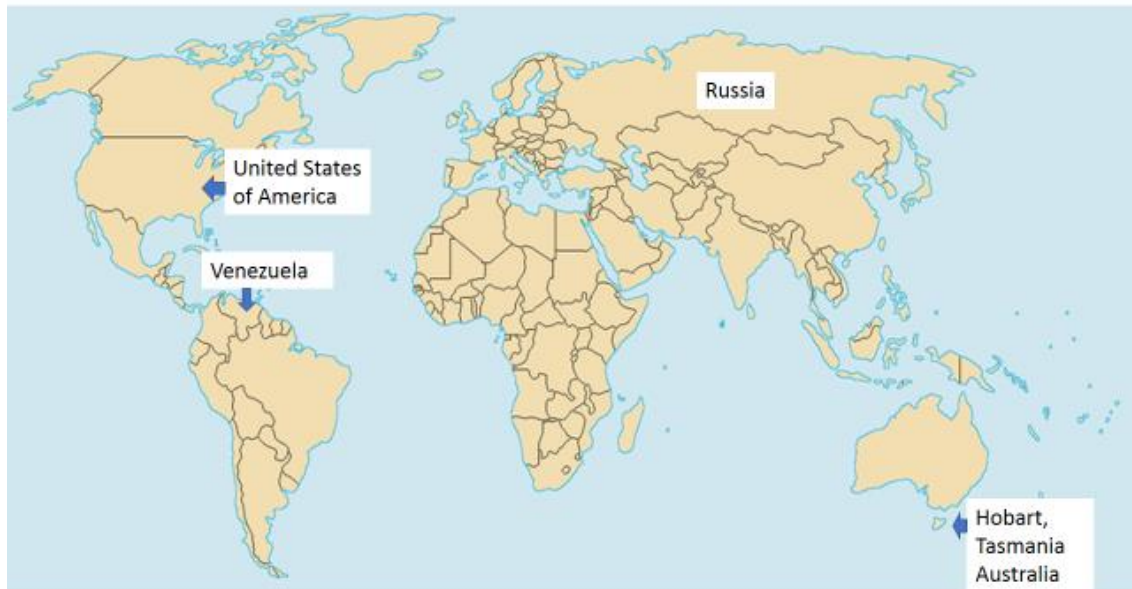 Russia
United States
of America
Venezuela
Hobart,
Tasmania
Australia